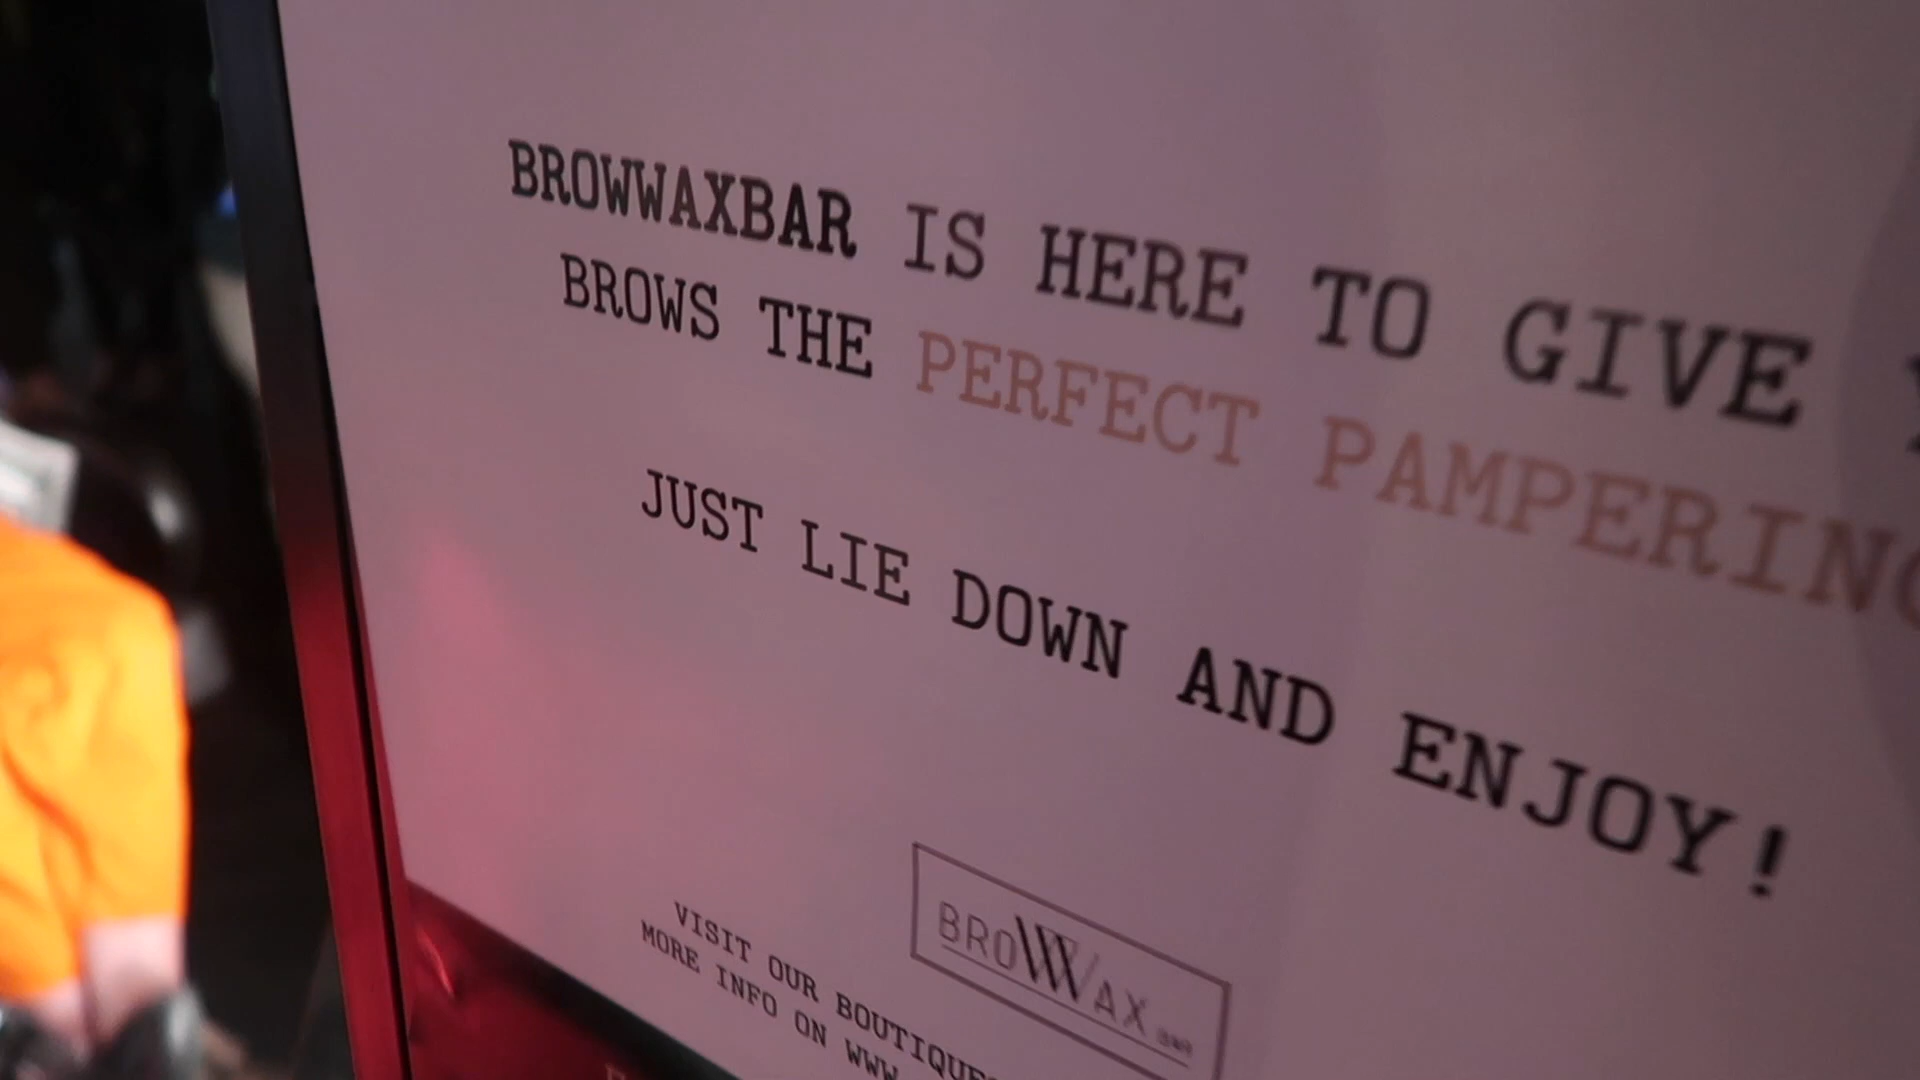 BROWWAXBAR IS HERE TO GIVE
BROWS THE PERFECT PAMPERING
JUST LIE DOWN AND ENJOY!
BROWWAX BAR
VISIT OUR BOUTIQUE
MORE INFO ON WWW.